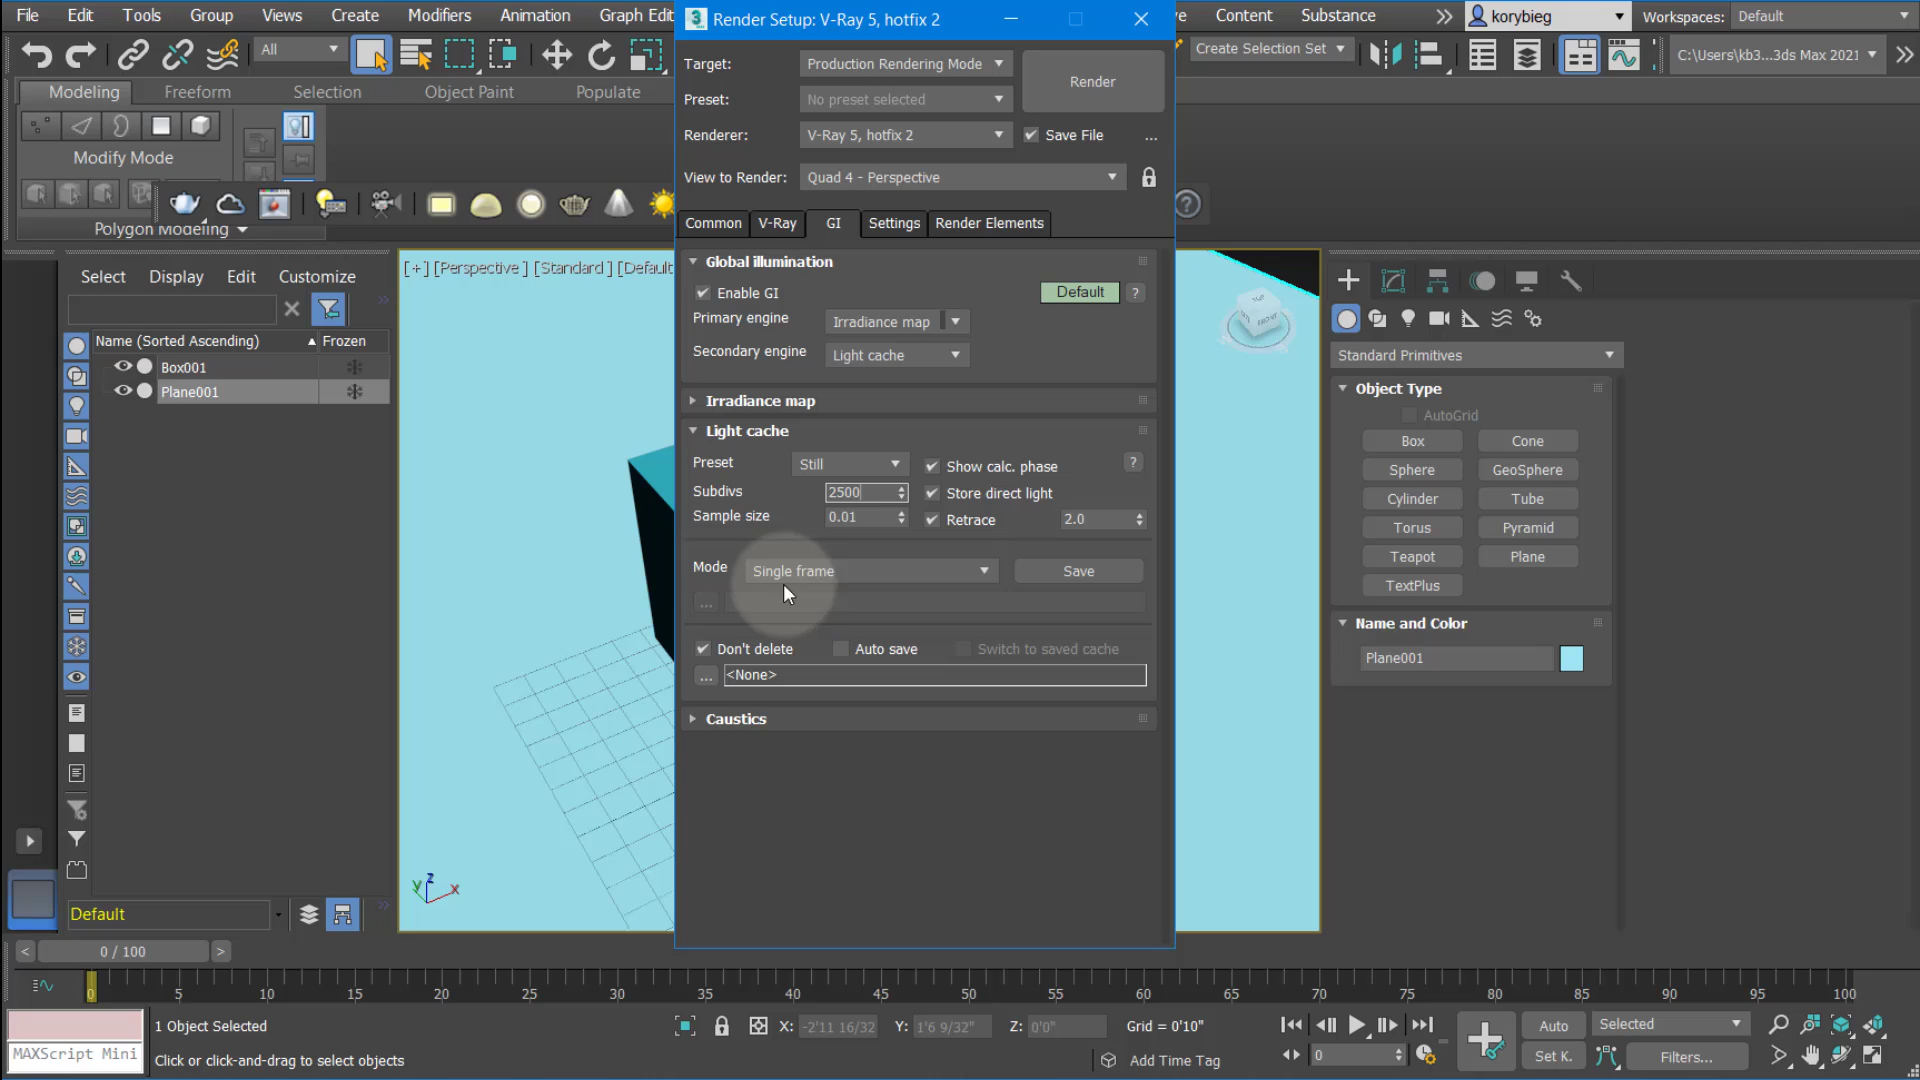 File Edit Tools Group Views Create Modifiers Animation Graph Edit
Render Setup: V-Ray 5, hotfix 2
Content Substance korybieg Workspaces: Default
All
Create Selection Set
C:\Users\kb3...3ds Max 2021
Modeling Freeform Selection Object Paint Populate
Modify Mode
Polygon Modeling
Target: Production Rendering Mode
Render
Preset: No preset selected
Renderer: V-Ray 5, hotfix 2 Save File ...
View to Render: Quad 4 - Perspective
Common V-Ray GI Settings Render Elements
Global illumination
Enable GI Default ?
Primary engine Irradiance map
Secondary engine Light cache
Irradiance map
Light cache
Preset Still Show calc. phase ?
Subdivs 2500 Store direct light
Sample size 0.01 Retrace 2.0
Mode Single frame Save
...
Don't delete Auto save Switch to saved cache
... <None>
Caustics
Select Display Edit Customize
Name (Sorted Ascending) Frozen
Box001
Plane001
Default
[+] [Perspective ] [Standard ] [Default
TOP
FRONT
z
y
x
Standard Primitives
Object Type
AutoGrid
Box Cone
Sphere GeoSphere
Cylinder Tube
Torus Pyramid
Teapot Plane
TextPlus
Name and Color
Plane001
< 0 / 100 >
0 5 10 15 20 25 30 35 40 45 50 55 60 65 70 75 80 85 90 95 100
MAXScript Mini
1 Object Selected
Click or click-and-drag to select objects
X: -2'11 16/32 Y: 1'6 9/32" Z: 0'0" Grid = 0'10"
Add Time Tag
0
Auto Selected
Set K. Filters...